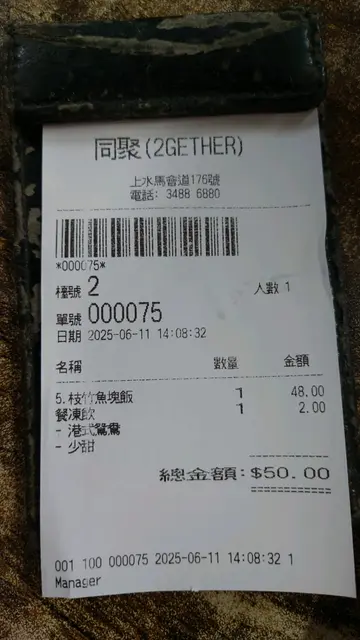 同聚(2GETHER)
上水馬會道176號
電話: 3488 6880
*000075*
檯號 2 人數 1
單號 000075
日期 2025-06-11 14:08:32
名稱 數量 金額
5.枝竹魚塊飯 1 48.00
餐凍飲 1 2.00
- 港式鴛鴦
- 少甜
總金額: $50.00
001 100 000075 2025-06-11 14:08:32 1
Manager